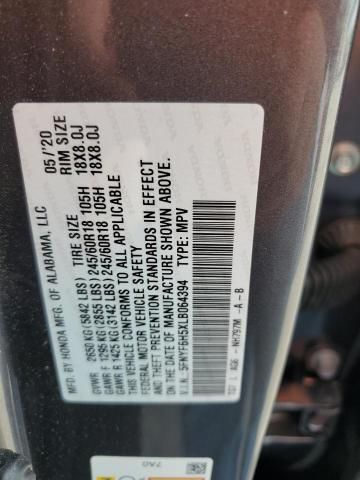 MFD. BY HONDA MFG. OF ALABAMA, LLC 05/'20
TIRE SIZE RIM SIZE
GVWR 2650 KG (5842 LBS)
GAWR F 1295 KG (2855 LBS) 245/60R18 105H 18X8.0J
GAWR R 1425 KG (3142 LBS) 245/60R18 105H 18X8.0J
THIS VEHICLE CONFORMS TO ALL APPLICABLE
FEDERAL MOTOR VEHICLE SAFETY STANDARDS IN EFFECT
ON THE DATE OF MANUFACTURE SHOWN ABOVE.
V.I.N.: 5FNYF6H5XLB064394 TYPE: MPV
TG7 L AGE - NH797M -A-B
7A0